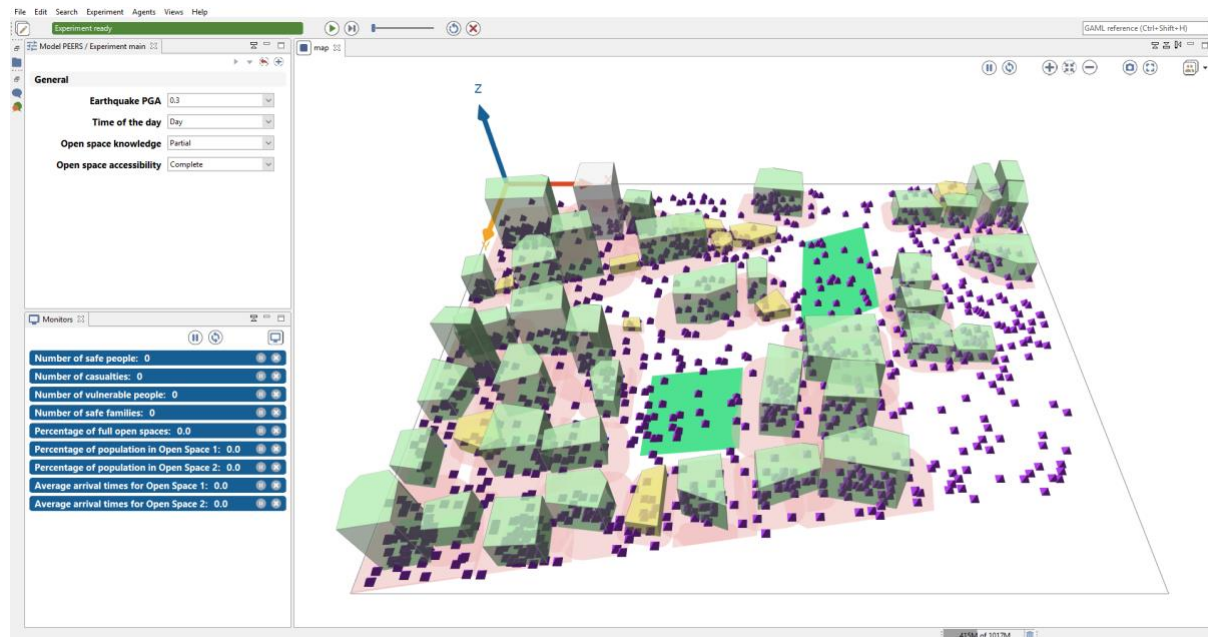 File Edit Search Experiment Agents Views Help
Experiment ready
GAML reference (Ctrl+Shift+H)
Model PEERS / Experiment main
General
Earthquake PGA 0.3
Time of the day Day
Open space knowledge Partial
Open space accessibility Complete
Monitors
Number of safe people: 0
Number of casualties: 0
Number of vulnerable people: 0
Number of safe families: 0
Percentage of full open spaces: 0.0
Percentage of population in Open Space 1: 0.0
Percentage of population in Open Space 2: 0.0
Average arrival times for Open Space 1: 0.0
Average arrival times for Open Space 2: 0.0
map
Z
of 1017M